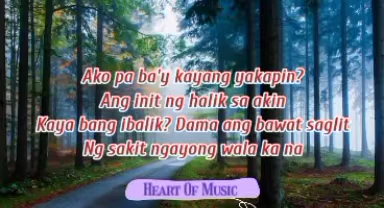 Ako pa ba'y kayang yakapin?
Ang init ng halik sa akin
Kaya bang ibalik? Dama ang bawat saglit
Ng sakit ngayong wala ka na
Heart Of Music